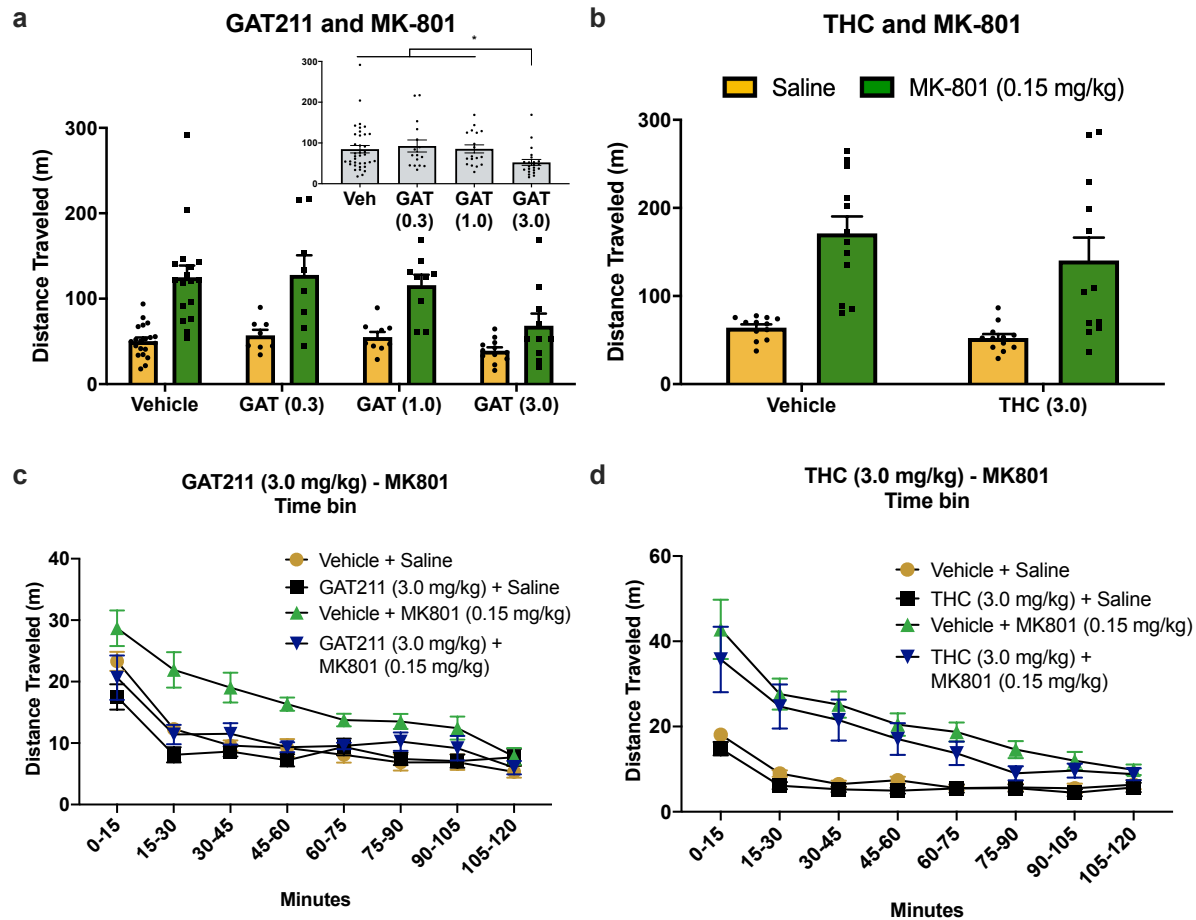 a
GAT211 and MK-801
*
Distance Traveled (m)
300
200
100
0
300
200
100
0
Veh
GAT
(0.3)
GAT
(1.0)
GAT
(3.0)
Vehicle
GAT (0.3)
GAT (1.0)
GAT (3.0)
b
THC and MK-801
Saline
MK-801 (0.15 mg/kg)
Distance Traveled (m)
300
200
100
0
Vehicle
THC (3.0)
c
GAT211 (3.0 mg/kg) - MK801
Time bin
Vehicle + Saline
GAT211 (3.0 mg/kg) + Saline
Vehicle + MK801 (0.15 mg/kg)
GAT211 (3.0 mg/kg) +
MK801 (0.15 mg/kg)
Distance Traveled (m)
40
30
20
10
0
0-15
15-30
30-45
45-60
60-75
75-90
90-105
105-120
Minutes
d
THC (3.0 mg/kg) - MK801
Time bin
Vehicle + Saline
THC (3.0 mg/kg) + Saline
Vehicle + MK801 (0.15 mg/kg)
THC (3.0 mg/kg) +
MK801 (0.15 mg/kg)
Distance Traveled (m)
60
40
20
0
0-15
15-30
30-45
45-60
60-75
75-90
90-105
105-120
Minutes